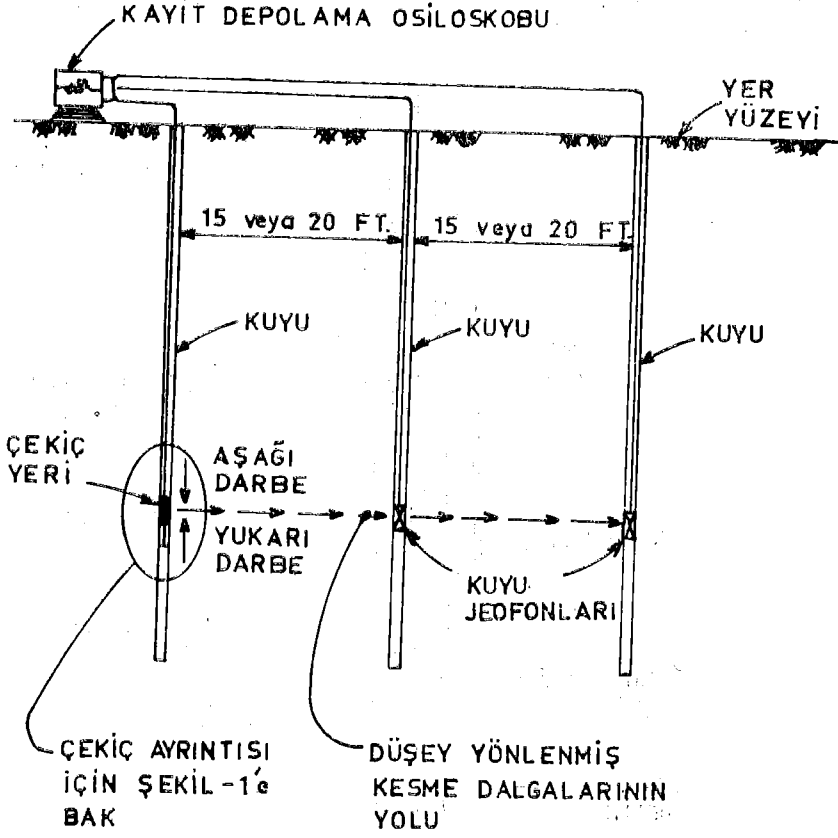 KAYIT DEPOLAMA OSİLOSKOBU
YER
YÜZEYİ
15 veya 20 FT.
15 veya 20 FT.
KUYU
KUYU
KUYU
ÇEKİÇ
YERİ
AŞAĞI
DARBE
YUKARI
DARBE
KUYU
JEOFONLARI
ÇEKİÇ AYRINTISI
İÇİN ŞEKİL-1'e
BAK
DÜŞEY YÖNLENMİŞ
KESME DALGALARININ
YOLU